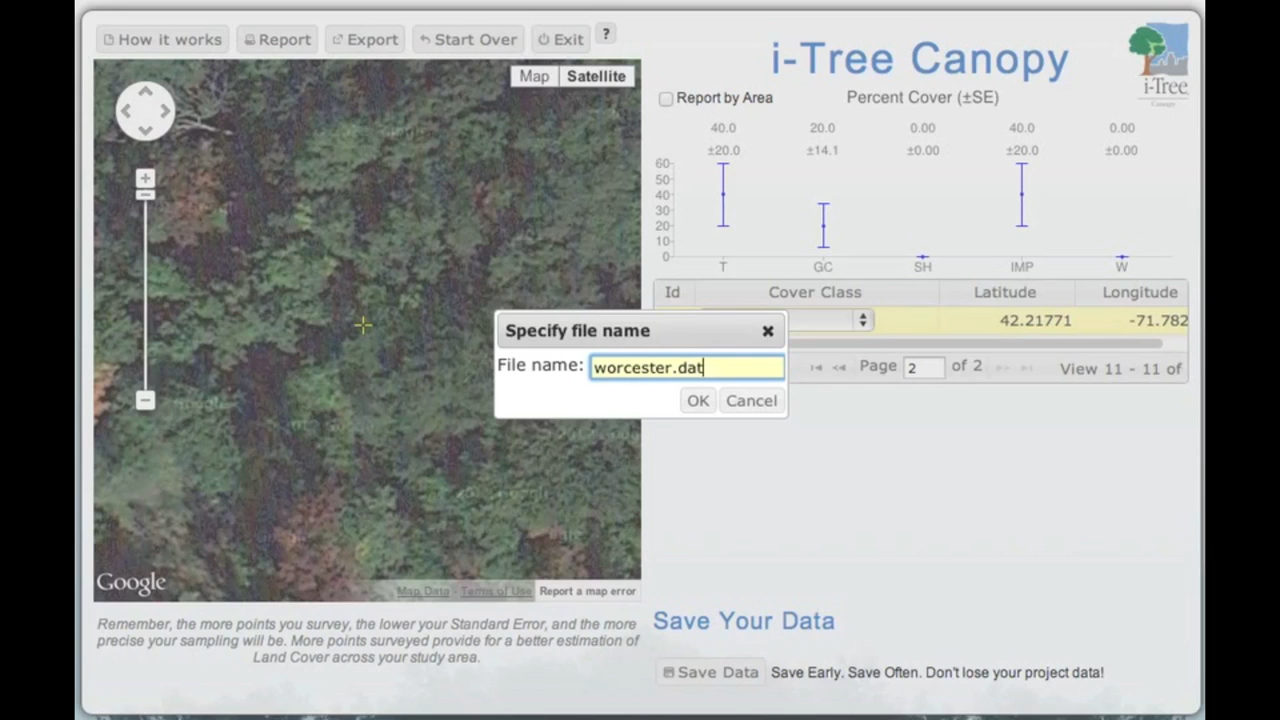 How it works
Report
Export
Start Over
Exit
?
i-Tree Canopy
i-Tree
Canopy
Map
Satellite
Report by Area
Percent Cover (±SE)
40.0 20.0 0.00 40.0 0.00
±20.0 ±14.1 ±0.00 ±20.0 ±0.00
60
50
40
30
20
10
0
T GC SH IMP W
Id Cover Class Latitude Longitude
42.21771 -71.782
Specify file name
File name: worcester.dat
OK Cancel
Page 2 of 2
View 11 - 11 of
Google
Map Data - Terms of Use
Report a map error
Remember, the more points you survey, the lower your Standard Error, and the more
precise your sampling will be. More points surveyed provide for a better estimation of
Land Cover across your study area.
Save Your Data
Save Data
Save Early. Save Often. Don't lose your project data!